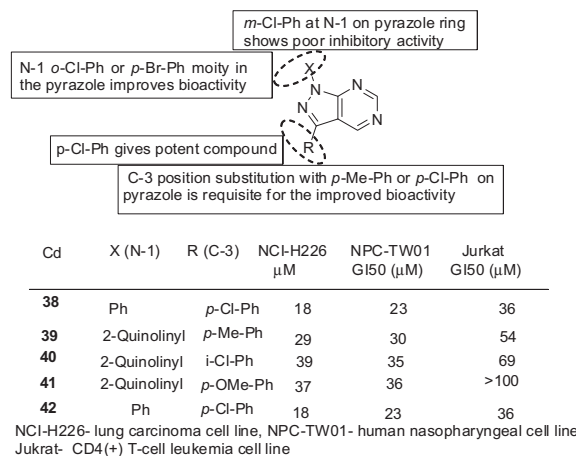 m-Cl-Ph at N-1 on pyrazole ring
shows poor inhibitory activity
N-1 o-Cl-Ph or p-Br-Ph moity in
the pyrazole improves bioactivity
X
N
N
N
N
R
p-Cl-Ph gives potent compound
C-3 position substitution with p-Me-Ph or p-Cl-Ph on
pyrazole is requisite for the improved bioactivity
Cd X (N-1) R (C-3) NCI-H226 μM NPC-TW01 GI50 (μM) Jurkat GI50 (μM)
38 Ph p-Cl-Ph 18 23 36
39 2-Quinolinyl p-Me-Ph 29 30 54
40 2-Quinolinyl i-Cl-Ph 39 35 69
41 2-Quinolinyl p-OMe-Ph 37 36 >100
42 Ph p-Cl-Ph 18 23 36
NCI-H226- lung carcinoma cell line, NPC-TW01- human nasopharyngeal cell line
Jukrat- CD4(+) T-cell leukemia cell line